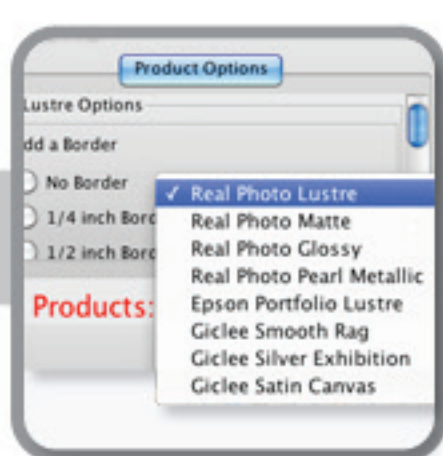 Product Options
Lustre Options
dd a Border
No Border
1/4 inch Bord
1/2 inch Bord
Products:
✓ Real Photo Lustre
Real Photo Matte
Real Photo Glossy
Real Photo Pearl Metallic
Epson Portfolio Lustre
Giclee Smooth Rag
Giclee Silver Exhibition
Giclee Satin Canvas